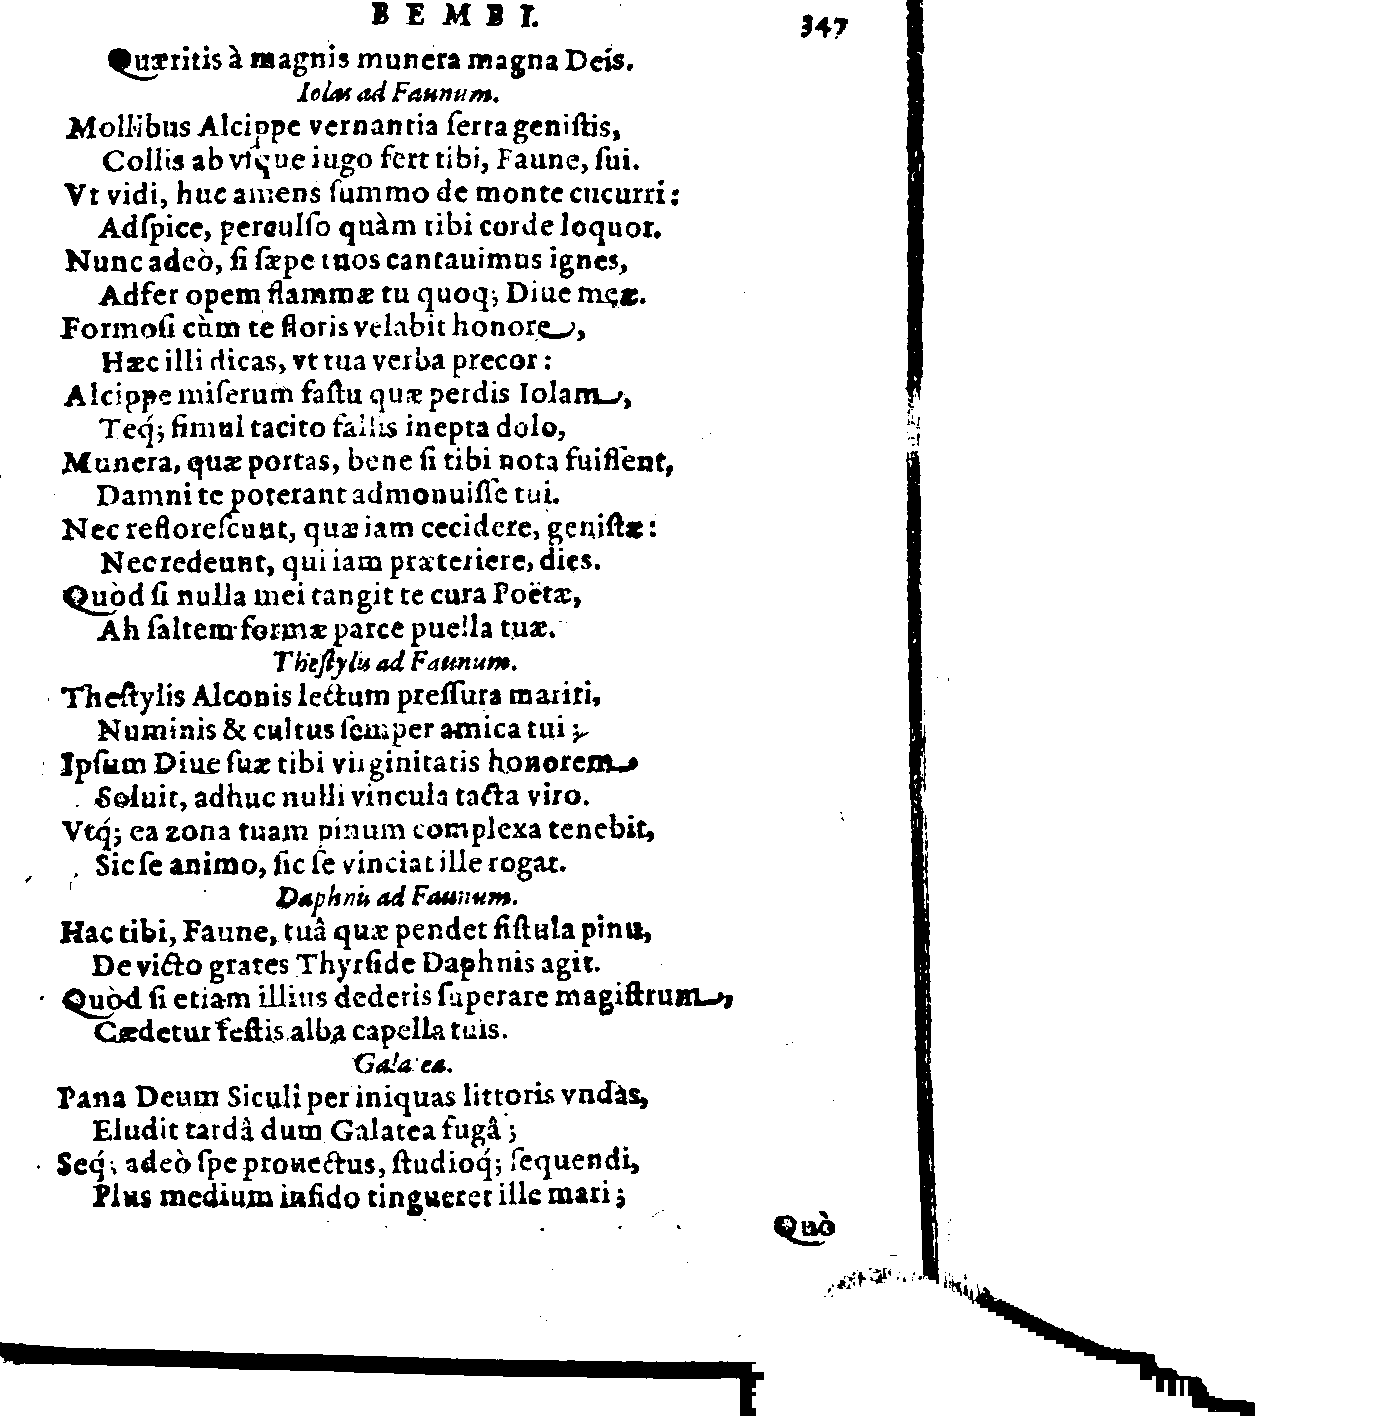 BEMBI. 347
Quæritis à magnis munera magna Deis.
Iolas ad Faunum.
Mollibus Alcippe vernantia ſerta geniſtis,
Collis ab vſque iugo fert tibi, Faune, ſui.
Vt vidi, huc amens ſummo de monte cucurri:
Adſpice, perculſo quàm tibi corde loquor.
Nunc adeò, ſi ſæpe tuos cantauimus ignes,
Adfer opem flammæ tu quoq; Diue meæ.
Formoſi cùm te floris velabit honore,
Hæc illi dicas, vt tua verba precor:
Alcippe miſerum faſtu quæ perdis Iolam,
Teq́; ſimul tacito fallis inepta dolo,
Munera, quæ portas, bene ſi tibi nota fuiſſent,
Damni te poterant admonuiſſe tui.
Nec refloreſcunt, quæ iam cecidere, geniſtæ:
Nec redeunt, qui iam præteriere, dies.
Quòd ſi nulla mei tangit te cura Poëtæ,
Ah ſaltem formæ parce puella tuæ.
Theſtylis ad Faunum.
Theſtylis Alconis lectum preſſura mariti,
Numinis & cultus ſemper amica tui;
Ipſum Diue ſuæ tibi virginitatis honorem
Soluit, adhuc nulli vincula tacta viro.
Vtq́; ea zona tuam pinum complexa tenebit,
Sic ſe animo, ſic ſe vinciat ille rogat.
Daphnis ad Faunum.
Hac tibi, Faune, tuâ quæ pendet fiſtula pinu,
De victo grates Thyrſide Daphnis agit.
Quòd ſi etiam illius dederis ſuperare magiſtrum,
Cædetur feſtis alba capella tuis.
Galatea.
Pana Deum Siculi per iniquas littoris vndas,
Eludit tardâ dum Galatea fugâ;
Seq́; adeò ſpe prouectus, ſtudioq́; ſequendi,
Plus medium infido tingueret ille mari;
Quò